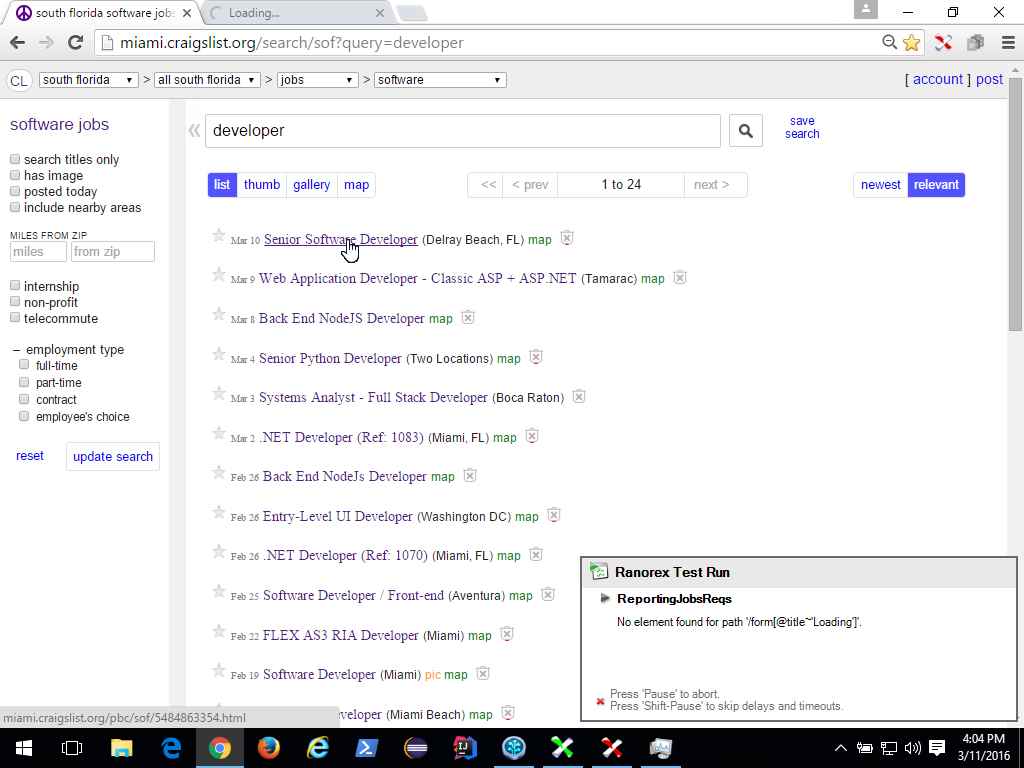 south florida software jobs
Loading...
miami.craigslist.org/search/sof?query=developer
CL south florida > all south florida > jobs > software [ account ] post
software jobs
developer
save search
search titles only
has image
posted today
include nearby areas
MILES FROM ZIP
miles from zip
internship
non-profit
telecommute
– employment type
full-time
part-time
contract
employee's choice
reset update search
list thumb gallery map << < prev 1 to 24 next > newest relevant
Mar 10 Senior Software Developer (Delray Beach, FL) map
Mar 9 Web Application Developer - Classic ASP + ASP.NET (Tamarac) map
Mar 8 Back End NodeJS Developer map
Mar 4 Senior Python Developer (Two Locations) map
Mar 3 Systems Analyst - Full Stack Developer (Boca Raton)
Mar 2 .NET Developer (Ref: 1083) (Miami, FL) map
Feb 26 Back End NodeJs Developer map
Feb 26 Entry-Level UI Developer (Washington DC) map
Feb 26 .NET Developer (Ref: 1070) (Miami, FL) map
Feb 25 Software Developer / Front-end (Aventura) map
Feb 22 FLEX AS3 RIA Developer (Miami) map
Feb 19 Software Developer (Miami) pic map
veloper (Miami Beach) map
miami.craigslist.org/pbc/sof/5484863354.html
Ranorex Test Run
ReportingJobsReqs
No element found for path '/form[@title~'Loading']'.
Press 'Pause' to abort.
Press 'Shift-Pause' to skip delays and timeouts.
4:04 PM
3/11/2016